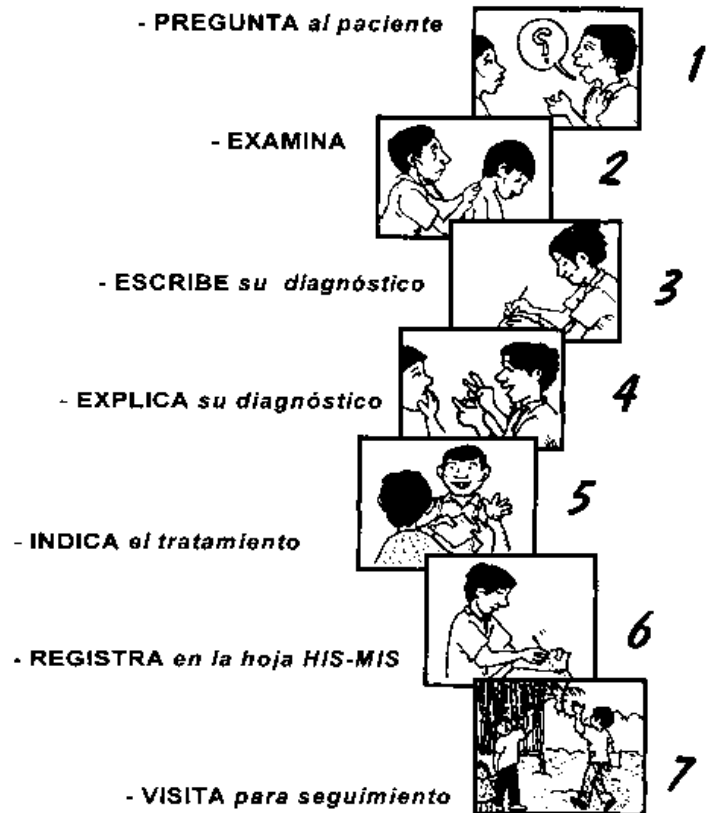 - PREGUNTA al paciente
?
1
- EXAMINA
2
- ESCRIBE su diagnóstico
3
- EXPLICA su diagnóstico
4
5
- INDICA el tratamiento
6
- REGISTRA en la hoja HIS-MIS
7
- VISITA para seguimiento